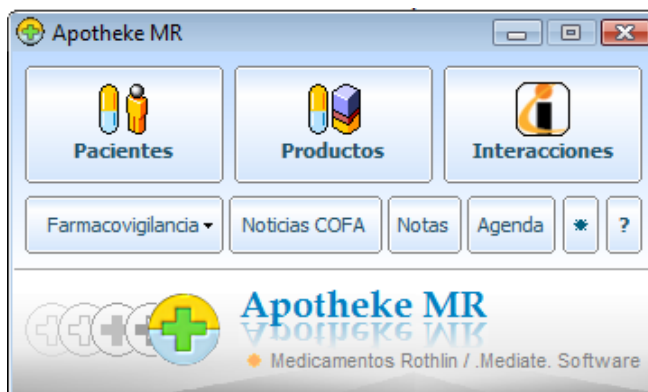 Apotheke MR
Pacientes Productos Interacciones
Farmacovigilancia Noticias COFA Notas Agenda * ?
Apotheke MR
Medicamentos Rothlin / .Mediate. Software